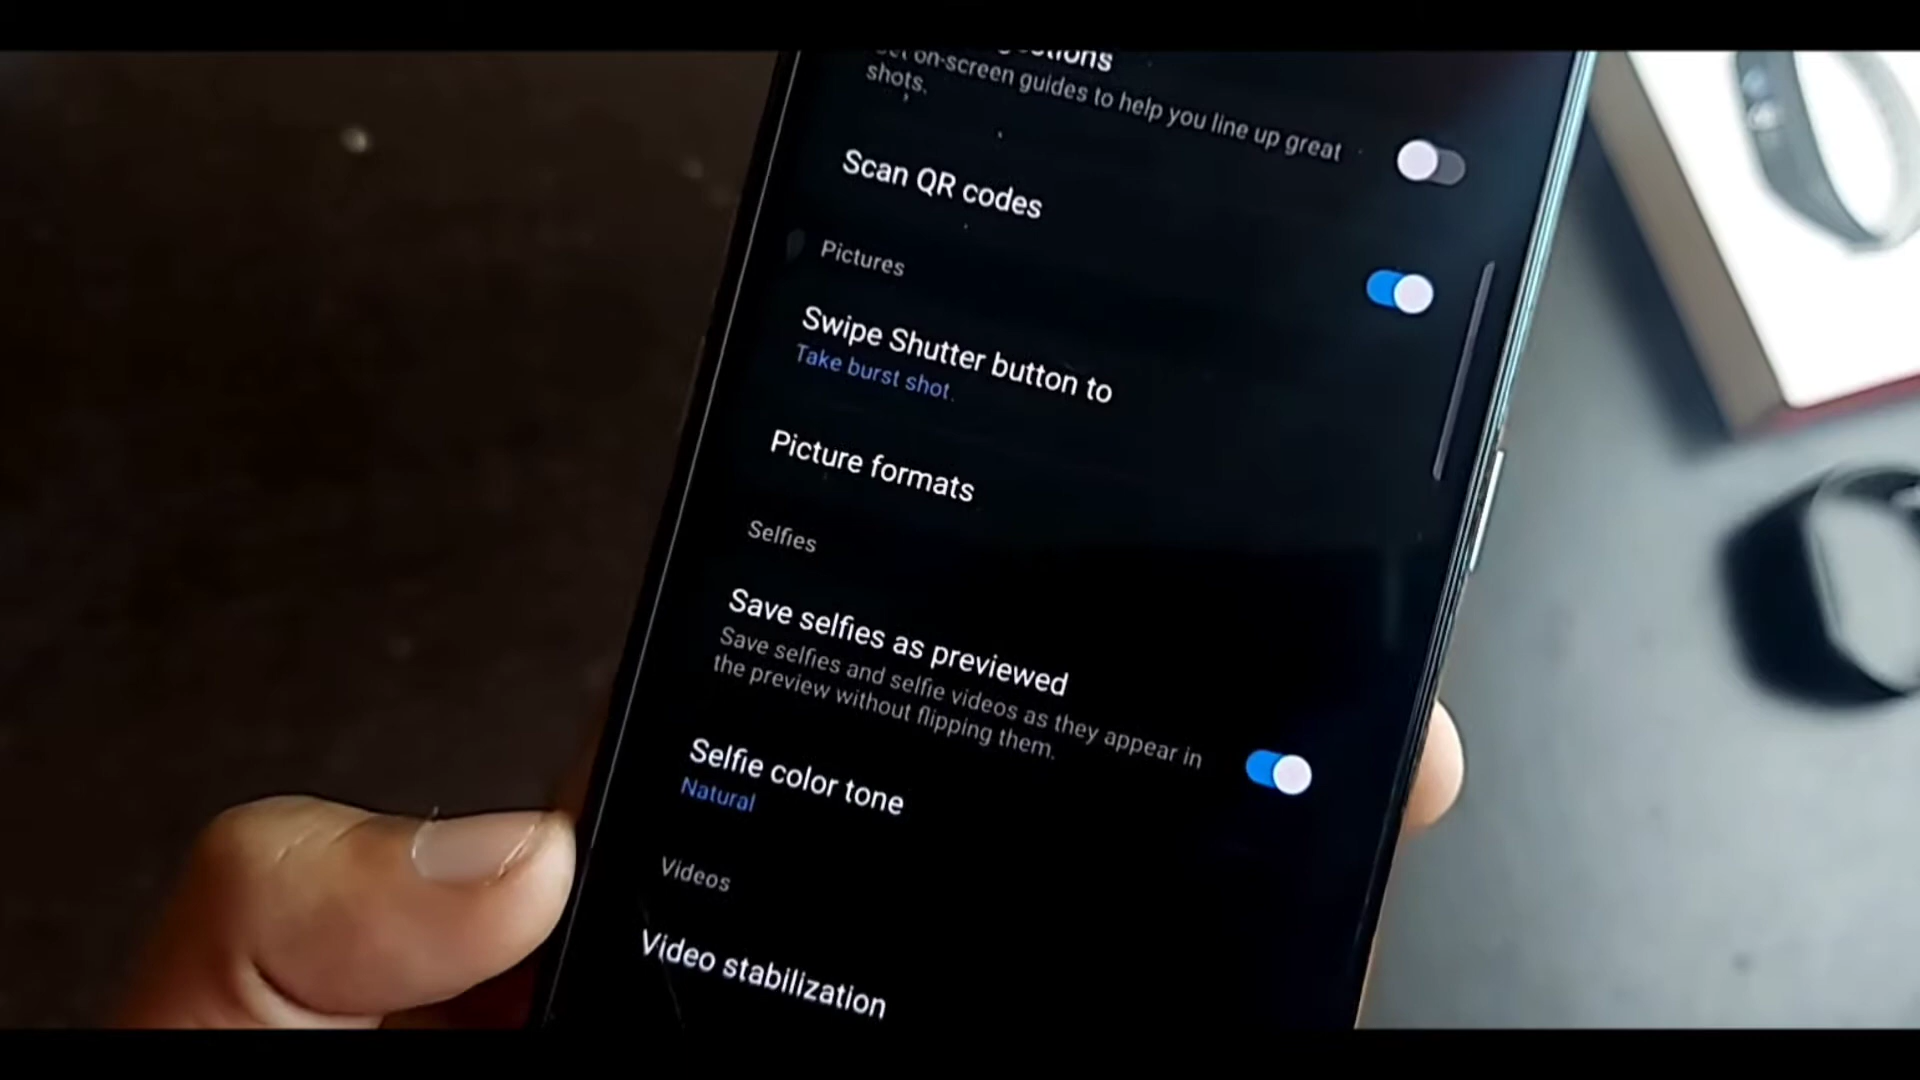 on-screen guides to help you line up great
shots.
Scan QR codes
Pictures
Swipe Shutter button to
Take burst shot.
Picture formats
Selfies
Save selfies as previewed
Save selfies and selfie videos as they appear in
the preview without flipping them.
Selfie color tone
Natural
Videos
Video stabilization